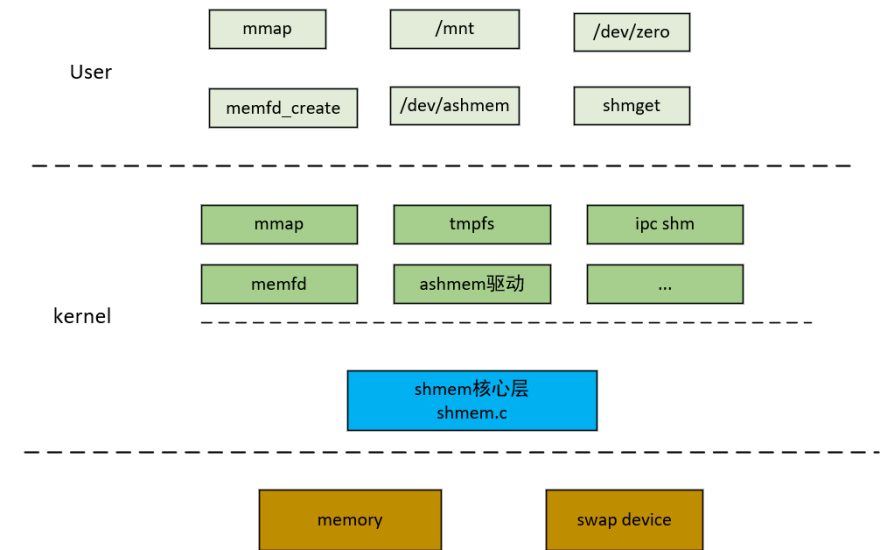 mmap
/mnt
/dev/zero
User
memfd_create
/dev/ashmem
shmget
mmap
tmpfs
ipc shm
memfd
ashmem驱动
...
kernel
shmem核心层
shmem.c
memory
swap device